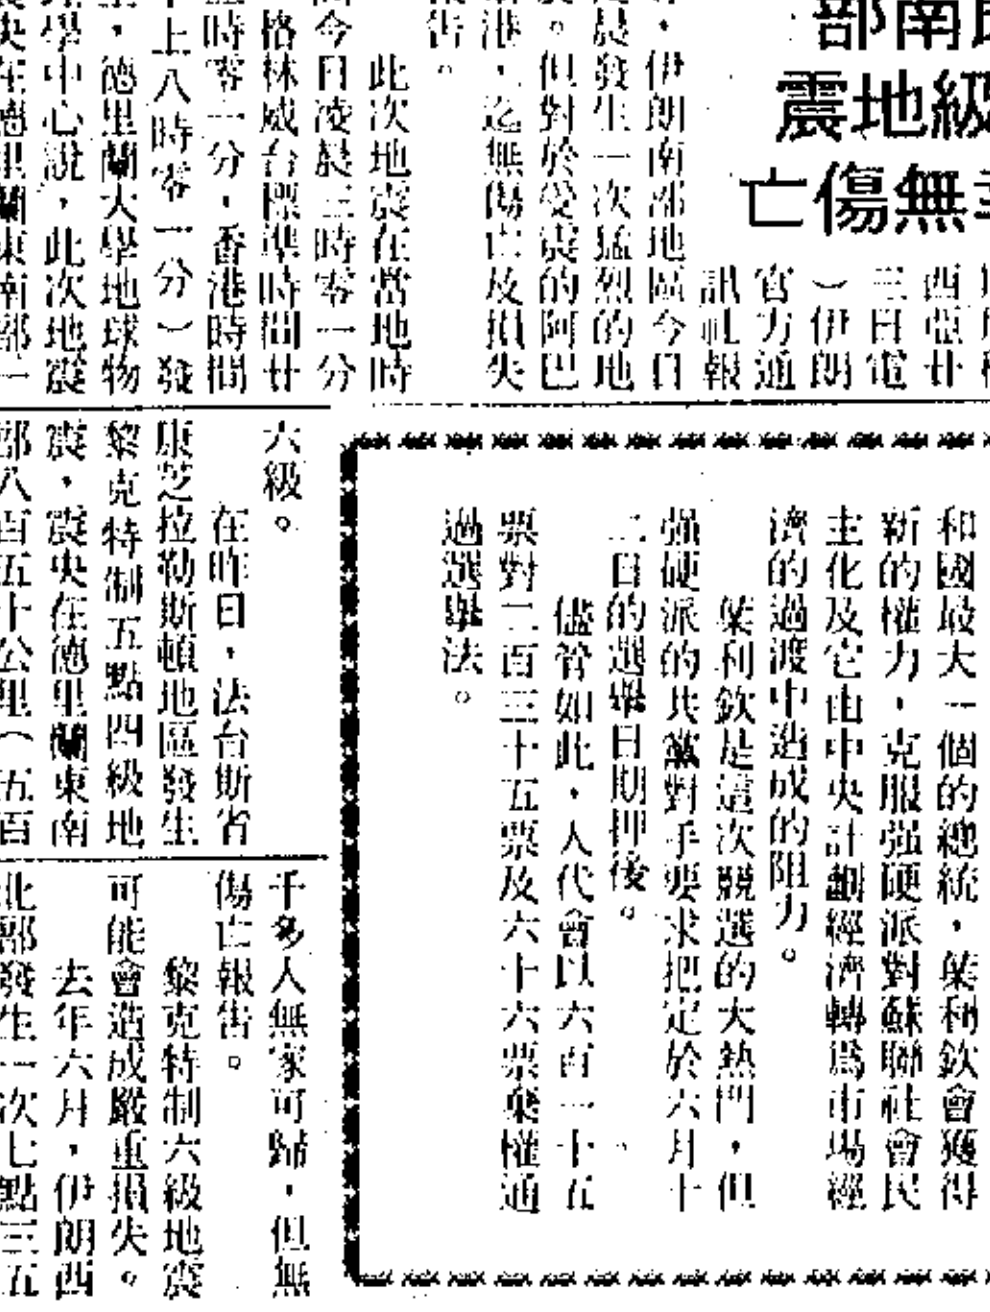 部南
震地級
亡傷無幸
西亞廿
三日電
︶伊朗
官方通
訊社報
伊朗南部地區今日
晨發生一次猛烈的地
震。但對於受震的阿巴
斯港，迄無傷亡及損失
報告。
此次地震在當地時
間今日凌晨三時零一分
︵格林威台標準時間廿
三時零一分，香港時間
早上八時零一分︶發
生，德里蘭大學地球物
理學中心說，此次地震
震央在德里蘭東南部一
六級。
在昨日，法台斯省
康芝拉勒斯頓地區發生
黎克特制五點四級地
震，震央在德里蘭東南
部八百五十公里︵五百
千多人無家可歸，但無
傷亡報告。
黎克特制六級地震
可能會造成嚴重損失。
去年六月，伊朗西
北部發生一次七點三五
和國最大一個的總統，葉利欽會獲得
新的權力，克服强硬派對蘇聯社會民
主化及它由中央計劃經濟轉爲市場經
濟的過渡中造成的阻力。
葉利欽是這次競選的大熱門，但
强硬派的共黨對手要求把定於六月十
二日的選舉日期押後。
儘管如此，人代會以六百一十五
票對二百三十五票及六十六票棄權通
過選舉法。